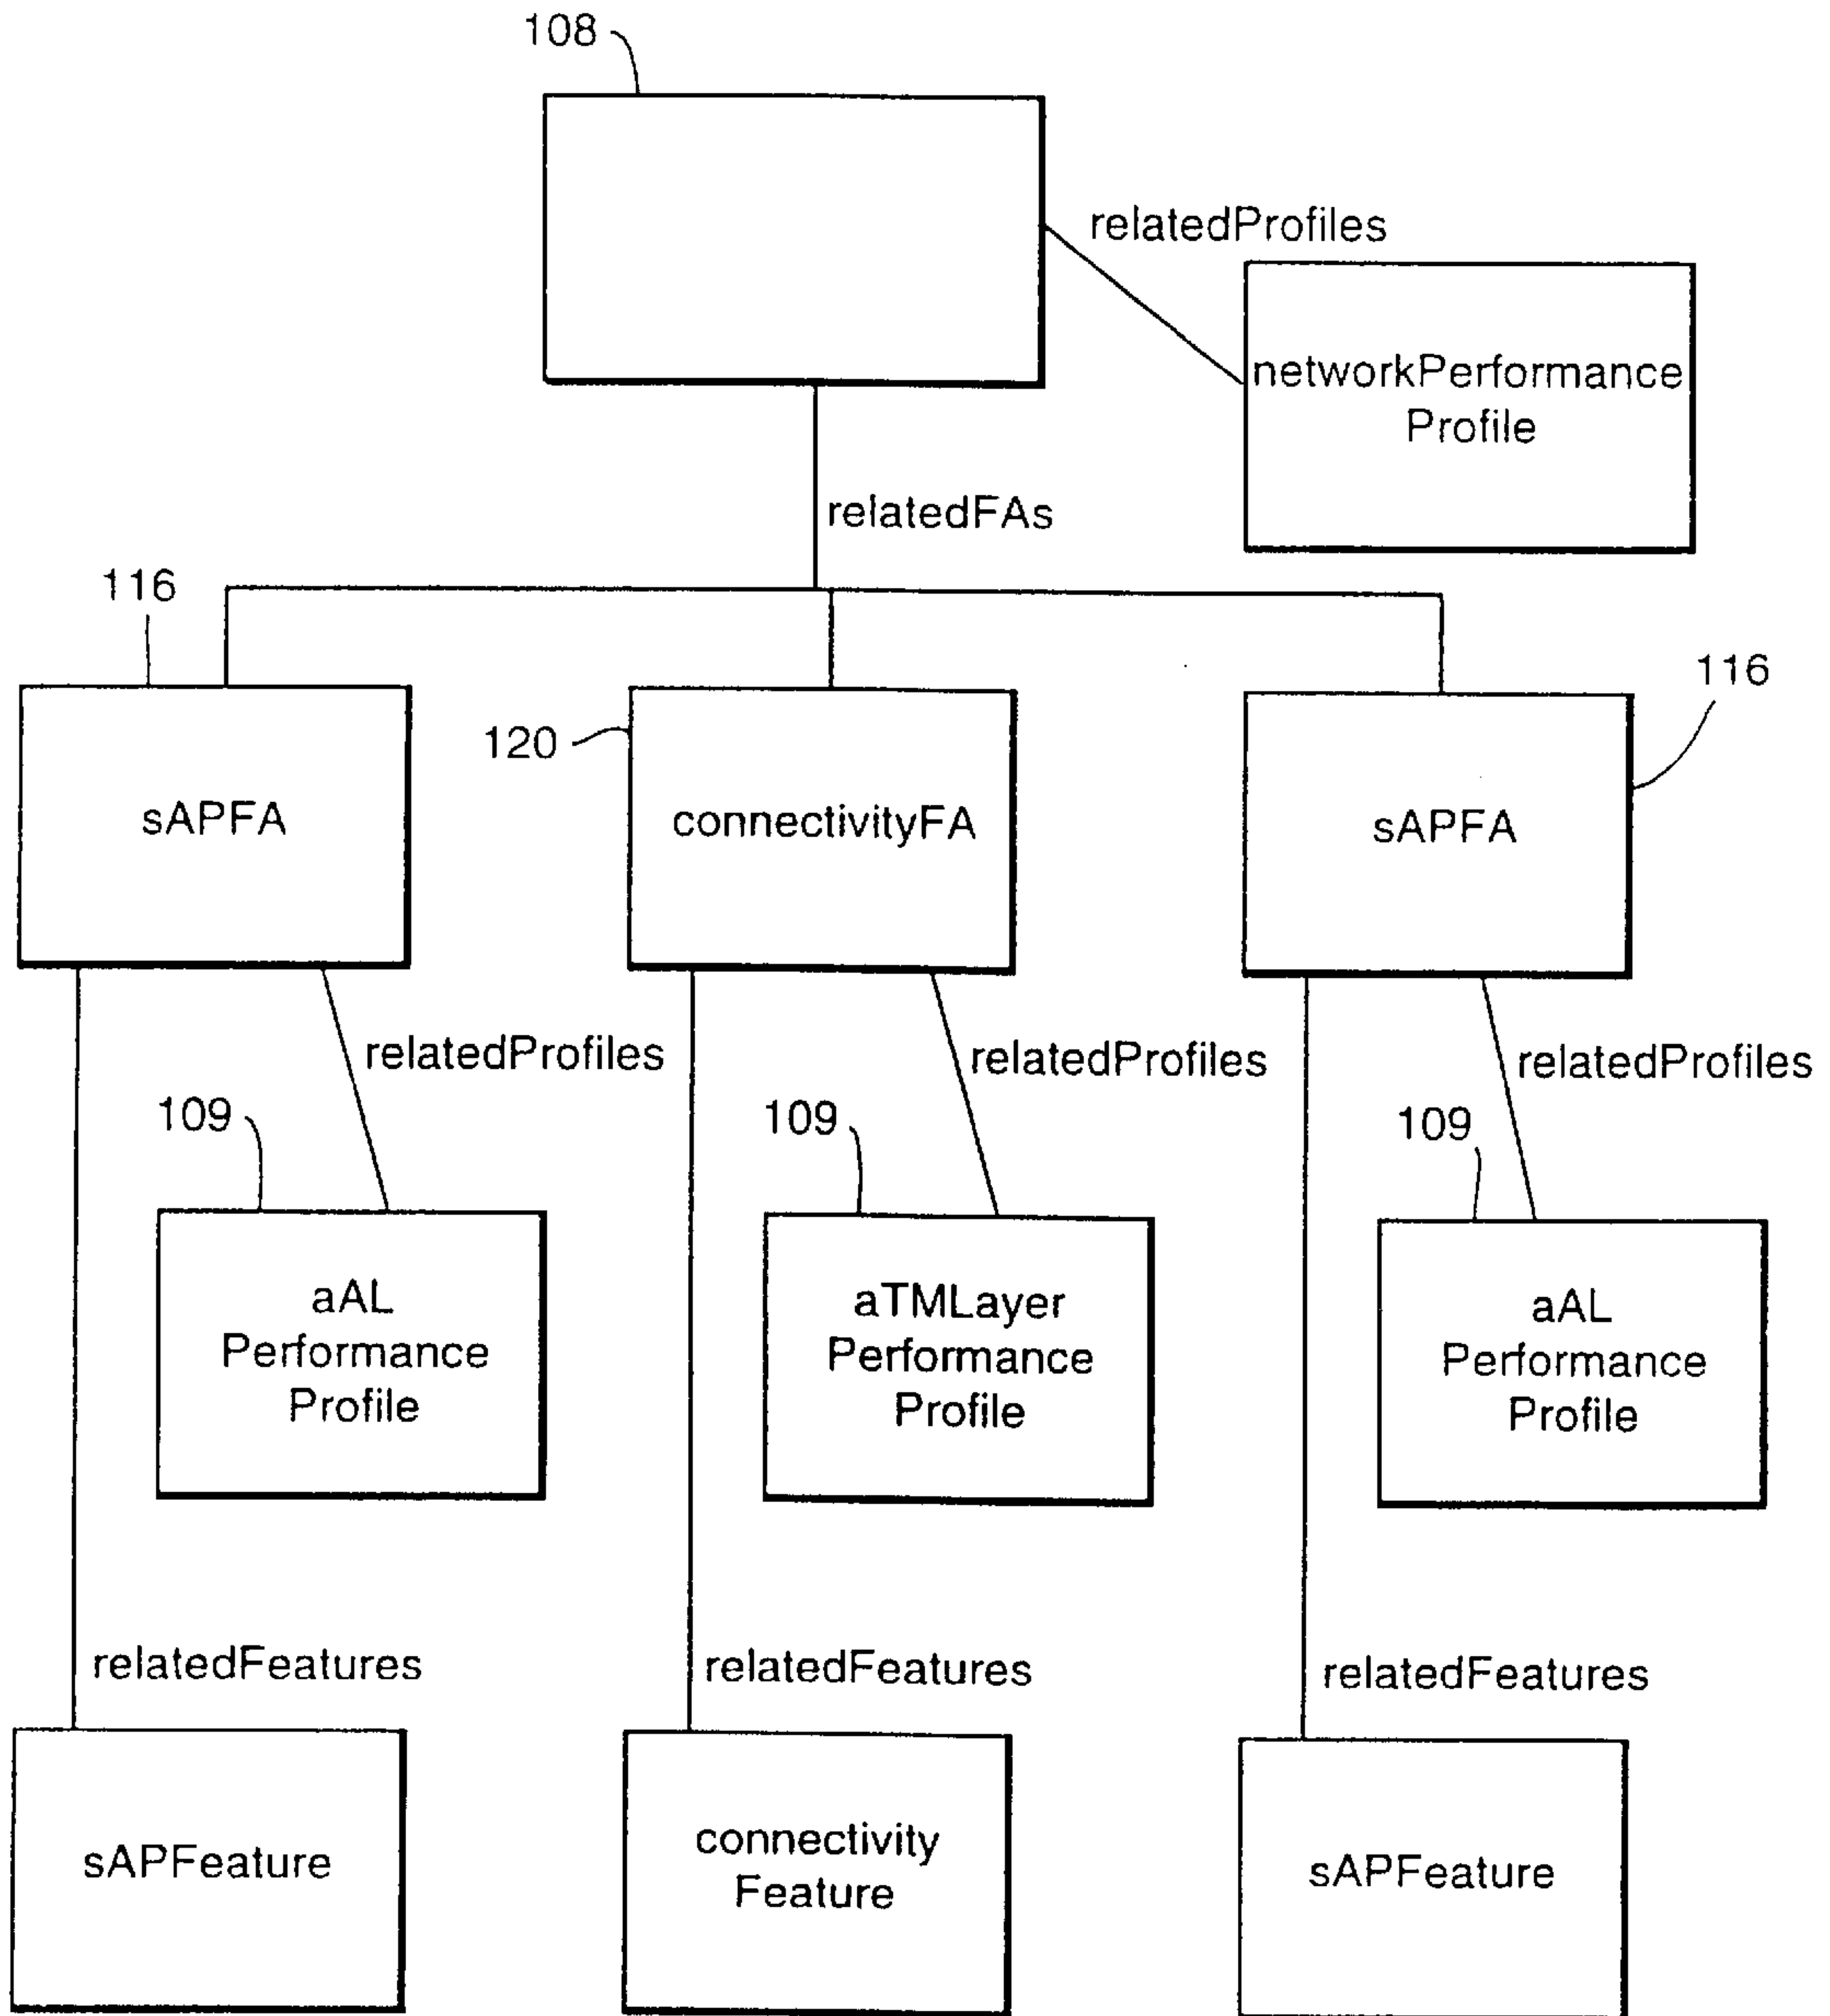 108
relatedProfiles
networkPerformance
Profile
relatedFAs
116
116
120
sAPFA
connectivityFA
sAPFA
relatedProfiles
relatedProfiles
relatedProfiles
109
109
109
aAL
Performance
Profile
aTMLayer
Performance
Profile
aAL
Performance
Profile
relatedFeatures
relatedFeatures
relatedFeatures
sAPFeature
connectivity
Feature
sAPFeature